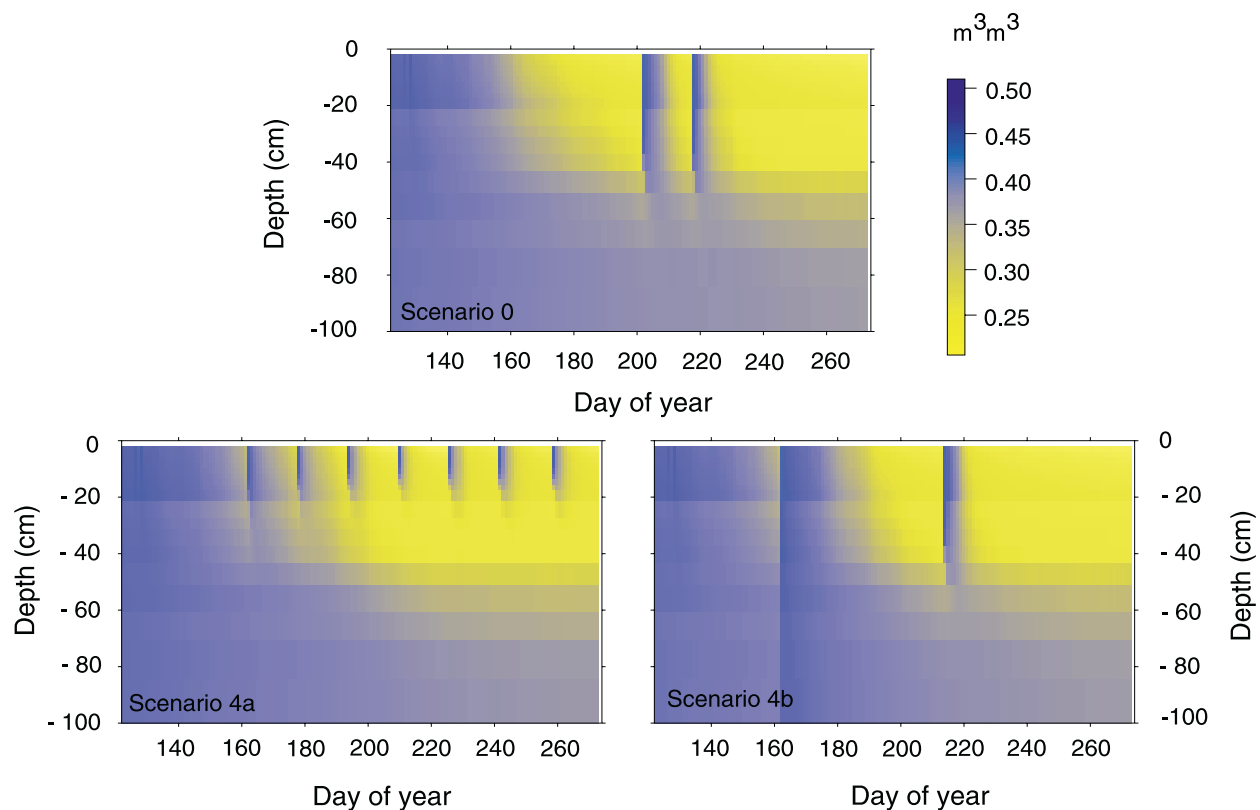 m³m³
0
-20
-40
-60
-80
-100
Depth (cm)
Scenario 0
140 160 180 200 220 240 260
Day of year
0.50
0.45
0.40
0.35
0.30
0.25
0
- 20
- 40
- 60
- 80
- 100
Depth (cm)
Scenario 4a
140 160 180 200 220 240 260
Day of year
Scenario 4b
140 160 180 200 220 240 260
Day of year
0
- 20
- 40
- 60
- 80
- 100
Depth (cm)